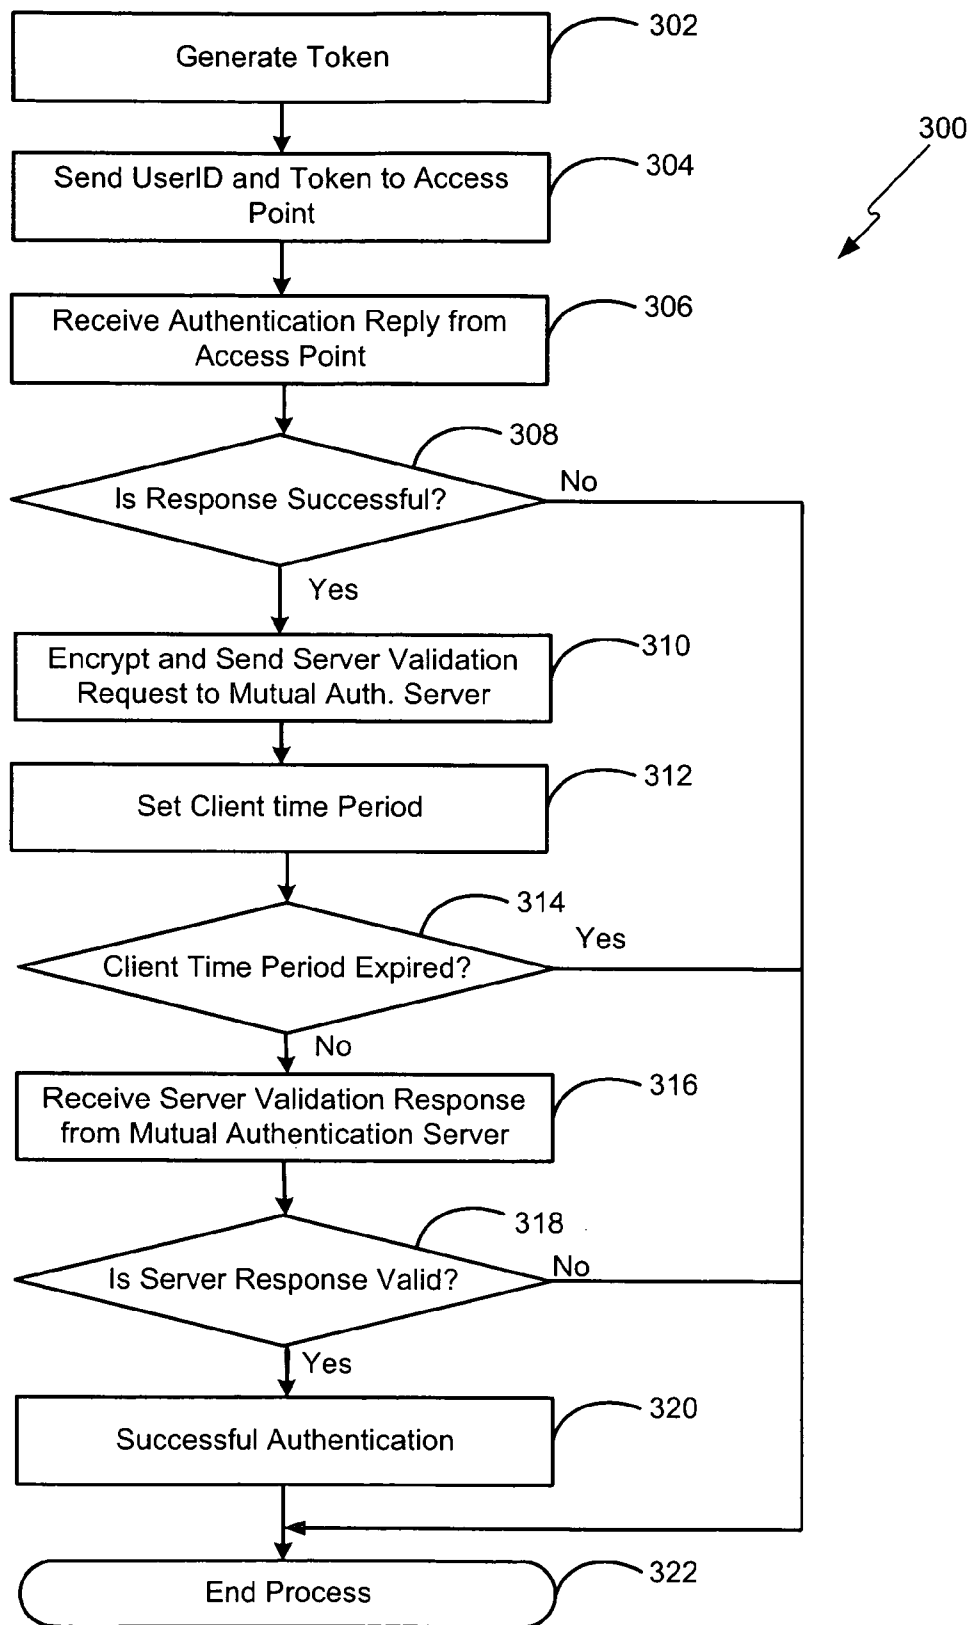 302
Generate Token
300
304
Send UserID and Token to Access
Point
306
Receive Authentication Reply from
Access Point
308
Is Response Successful?
No
Yes
310
Encrypt and Send Server Validation
Request to Mutual Auth. Server
312
Set Client time Period
314
Client Time Period Expired?
Yes
No
316
Receive Server Validation Response
from Mutual Authentication Server
318
Is Server Response Valid?
No
Yes
320
Successful Authentication
322
End Process